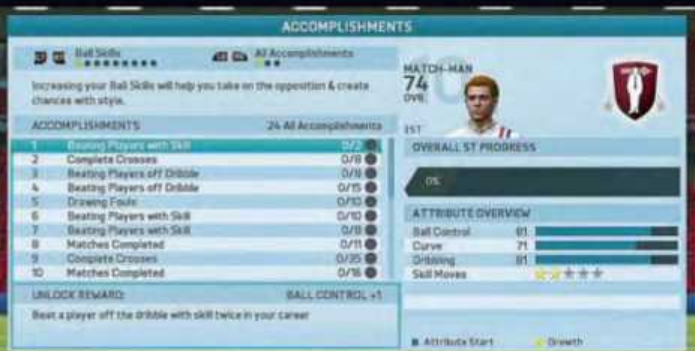 ACCOMPLISHMENTS
Ball Skills
All Accomplishments
Increasing your Ball Skills will help you take on the opposition & create
chances with style.
ACCOMPLISHMENTS 24 All Accomplishments
1 Beating Players with Skill 0/2
2 Complete Crosses 0/8
3 Beating Players off Dribble 0/8
4 Beating Players off Dribble 0/15
5 Drawing Fouls 0/10
6 Beating Players with Skill 0/10
7 Beating Players with Skill 0/8
8 Matches Completed 0/11
9 Complete Crosses 0/35
10 Matches Completed 0/16
UNLOCK REWARD: BALL CONTROL +1
Beat a player off the dribble with skill twice in your career
MATCH-MAN
74
OVR.
1ST
OVERALL ST PROGRESS
0%
ATTRIBUTE OVERVIEW
Ball Control 81
Curve 71
Dribbling 81
Skill Moves
Attribute Start
Growth